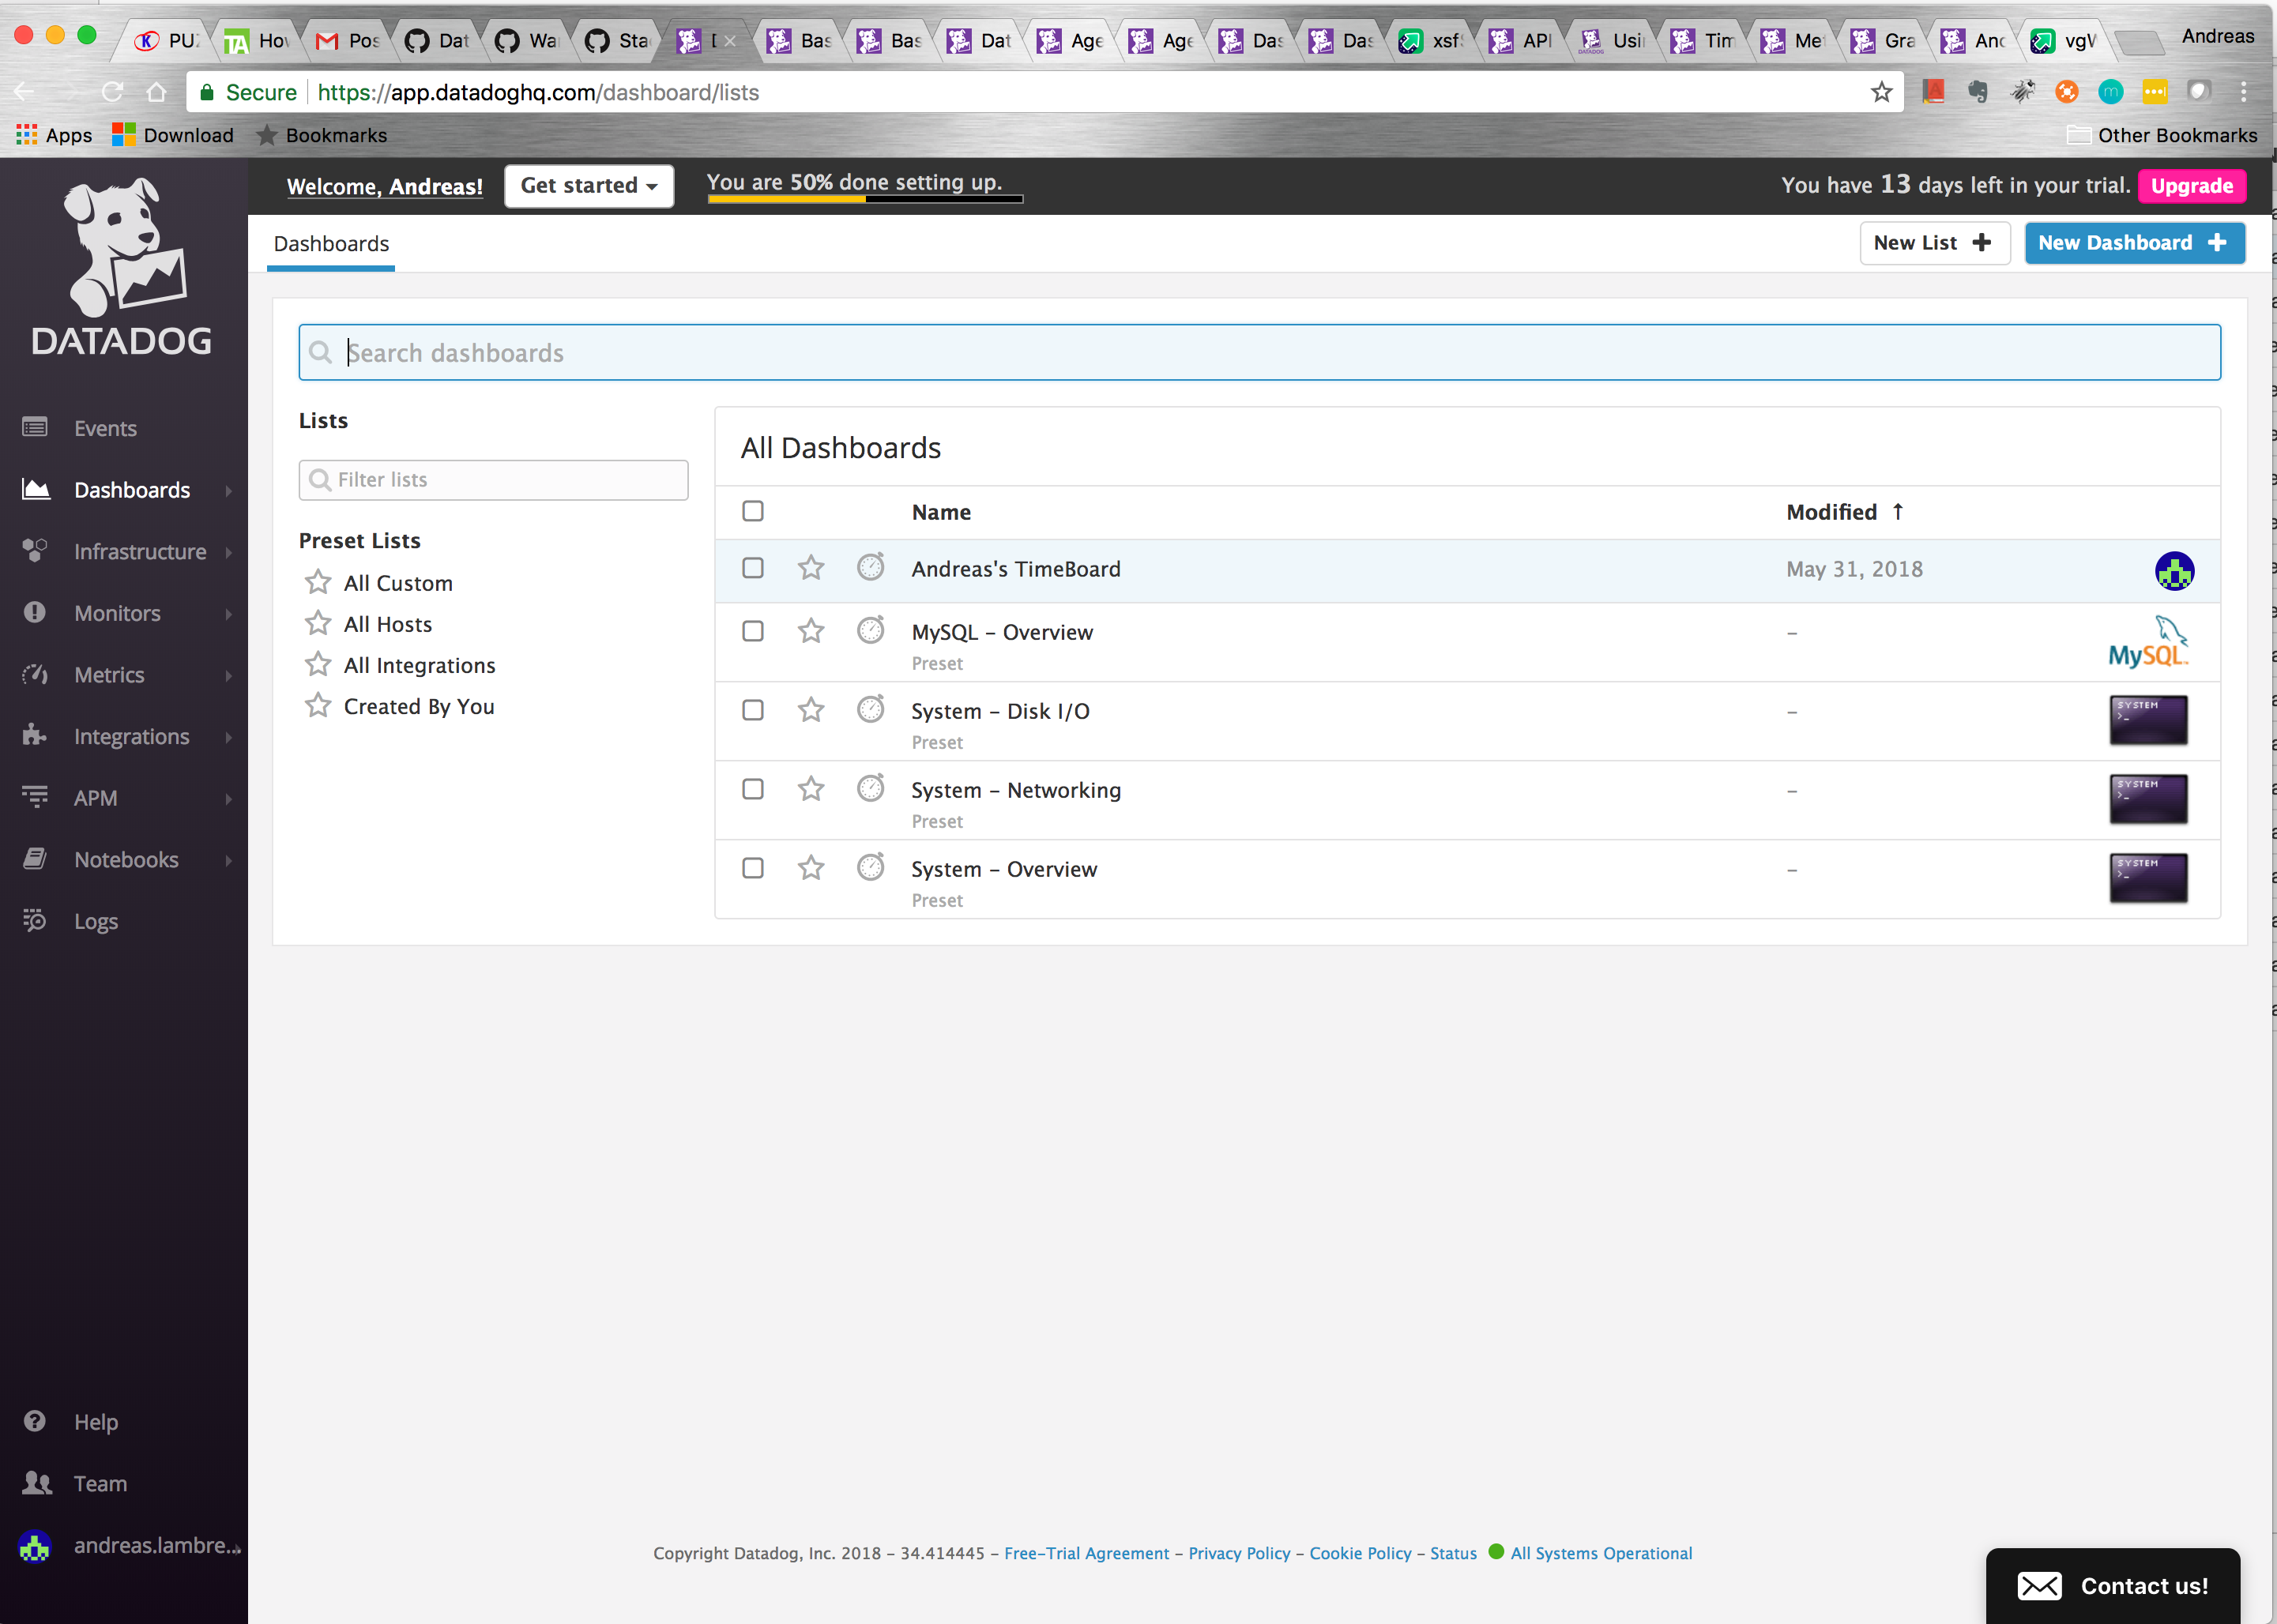 PU How Pos Dat Wa Sta D Bas Bas Dat Age Age Das Das xsf API Usi Tim Me Gra And vgV Andreas
Secure https://app.datadoghq.com/dashboard/lists
Apps Download Bookmarks Other Bookmarks
Welcome, Andreas! Get started You are 50% done setting up. You have 13 days left in your trial. Upgrade
Dashboards New List New Dashboard
DATADOG
Search dashboards
Events
Dashboards
Infrastructure
Monitors
Metrics
Integrations
APM
Notebooks
Logs
Help
Team
andreas.lambre...
Lists
Filter lists
Preset Lists
All Custom
All Hosts
All Integrations
Created By You
All Dashboards
Name Modified ↑
Andreas's TimeBoard May 31, 2018
MySQL – Overview –
Preset
MySQL
System – Disk I/O –
Preset
SYSTEM
>_
System – Networking –
Preset
SYSTEM
>_
System – Overview –
Preset
SYSTEM
>_
Copyright Datadog, Inc. 2018 – 34.414445 – Free-Trial Agreement – Privacy Policy – Cookie Policy – Status All Systems Operational
Contact us!